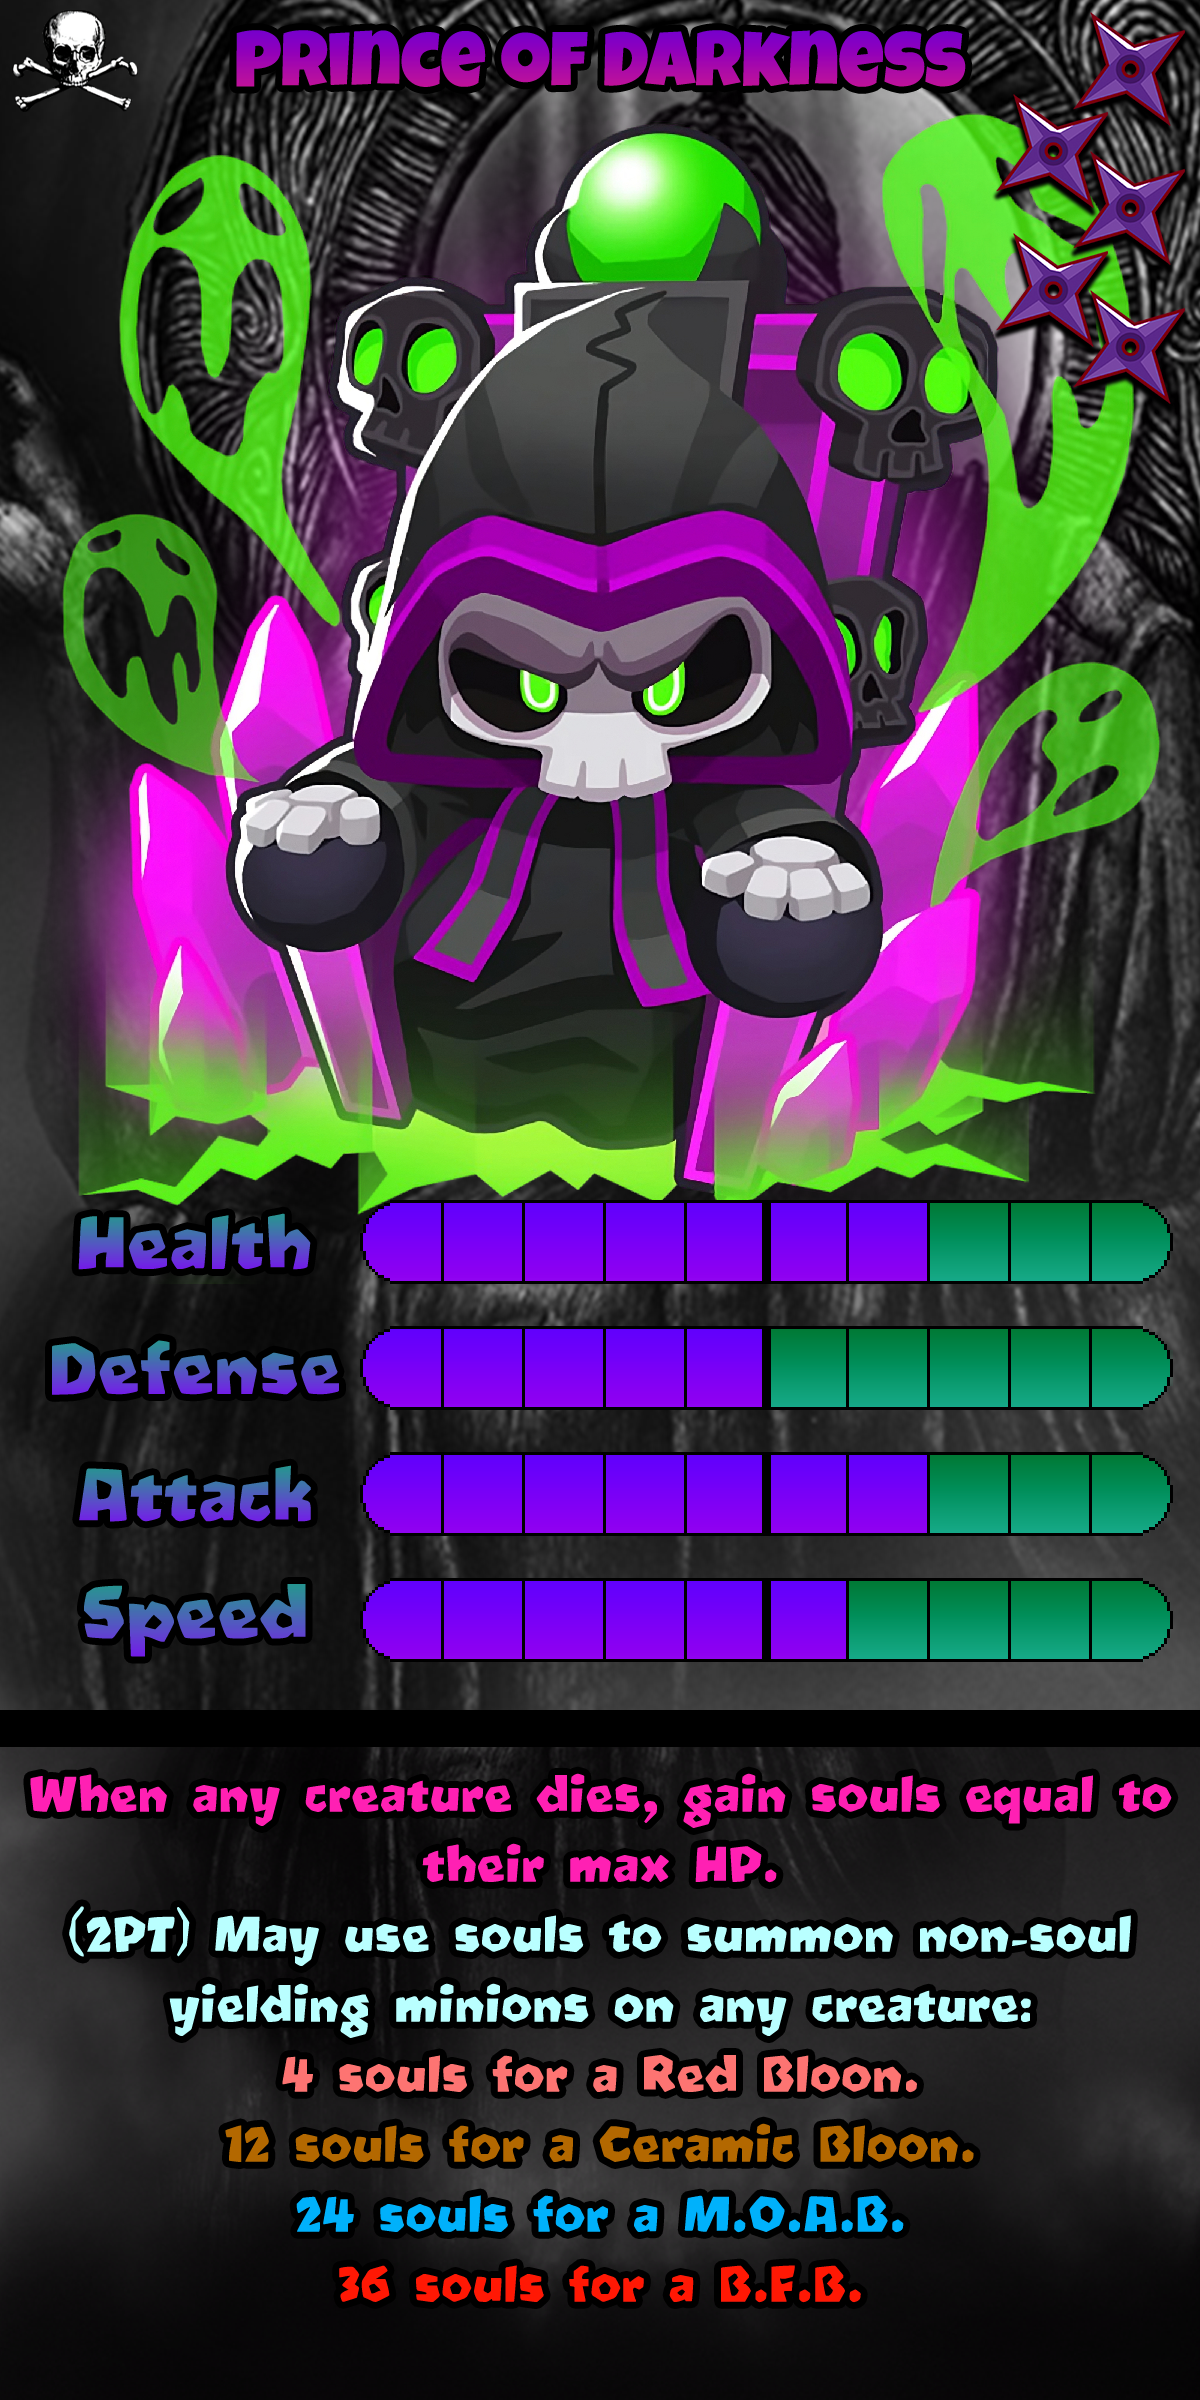 PRINCE OF DARKNESS
Health
Defense
Attack
Speed
When any creature dies, gain souls equal to
their max HP.
(2PT) May use souls to summon non-soul
yielding minions on any creature:
4 souls for a Red Bloon.
12 souls for a Ceramic Bloon.
24 souls for a M.O.A.B.
36 souls for a B.F.B.